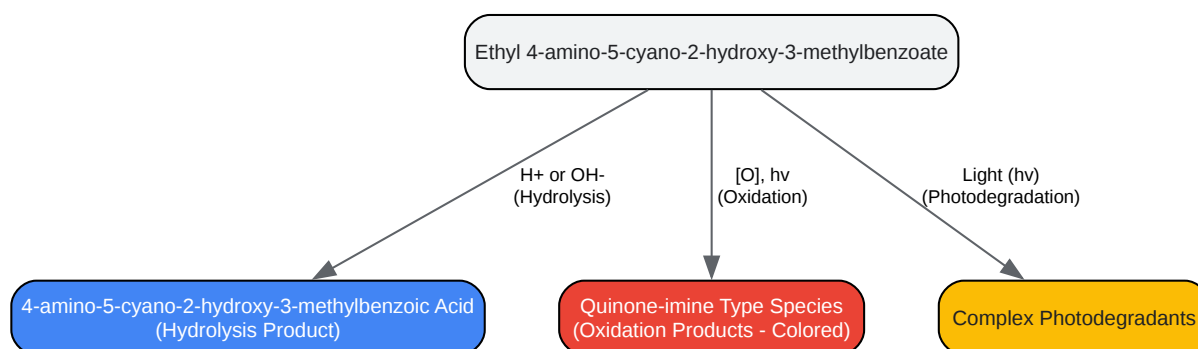 Ethyl 4-amino-5-cyano-2-hydroxy-3-methylbenzoate
H+ or OH-
(Hydrolysis)
[O], hv
(Oxidation)
Light (hv)
(Photodegradation)
4-amino-5-cyano-2-hydroxy-3-methylbenzoic Acid
(Hydrolysis Product)
Quinone-imine Type Species
(Oxidation Products - Colored)
Complex Photodegradants